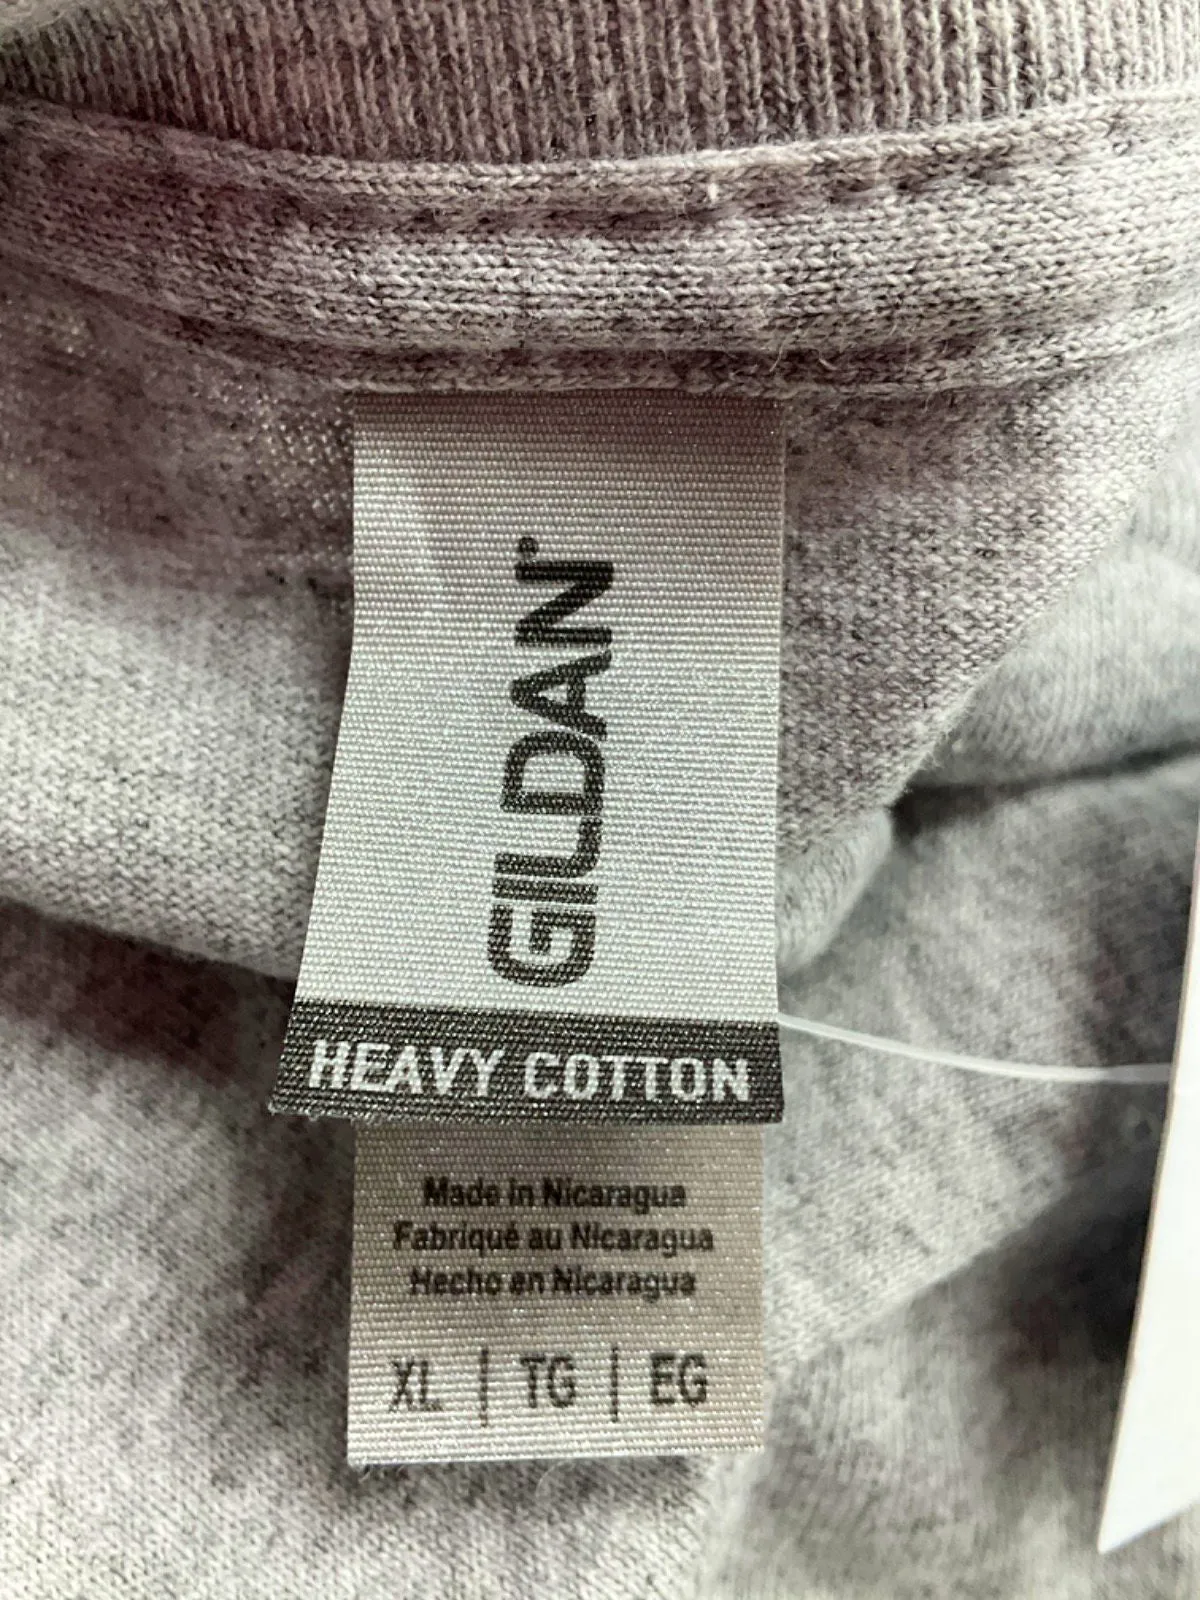 GILDAN
HEAVY COTTON
Made in Nicaragua
Fabriqué au Nicaragua
Hecho en Nicaragua
XL | TG | EG